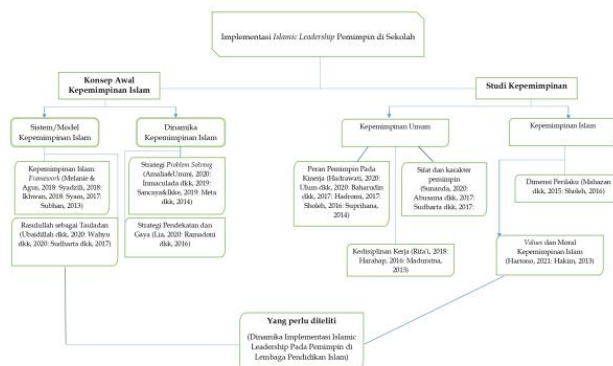 Implementasi Islamic Leadership Pemimpin di Sekolah
Konsep Awal
Kepemimpinan Islam
Studi Kepemimpinan
Sistem/Model
Kepemimpinan Islam
Dinamika
Kepemimpinan Islam
Kepemimpinan Umum
Kepemimpinan Islam
Kepemimpinan Islam:
Framework (Melanie &
Agus, 2018: Syadzili, 2018:
Ikhwan, 2018: Syam, 2017:
Subhan, 2013)
Strategi Problem Solving
(Amalia&Ummi, 2020:
Inmaculada dkk, 2019:
Sancaya&Ikke, 2019: Meta
dkk, 2014)
Peran Pemimpin Pada
Kinerja (Hadrawati, 2020:
Ulum dkk, 2020: Baharudin
dkk, 2017: Hadromi, 2017:
Sholeh, 2016: Suprihana,
2014)
Sifat dan karakter
pemimpin
(Sunanda, 2020:
Abusama dkk, 2017:
Sudharta dkk, 2017:
Dimensi Perilaku (Mahazan
dkk, 2015: Sholeh, 2016)
Rasulullah sebagai Tauladan
(Ubaidillah dkk, 2020: Wahyu
dkk, 2020: Sudharta dkk, 2017)
Strategi Pendekatan dan
Gaya (Lia, 2020: Ramadoni
dkk, 2016)
Kedisiplinan Kerja (Rifa'i, 2018:
Harahap, 2016:
2013)
Values dan Moral
Kepemimpinan Islam
(Hartono, 2021: Hakim, 2013)
Yang perlu diteliti
(Dinamika Implementasi Islamic
Leadership Pada Pemimpin di
Lembaga Pendidikan Islam)